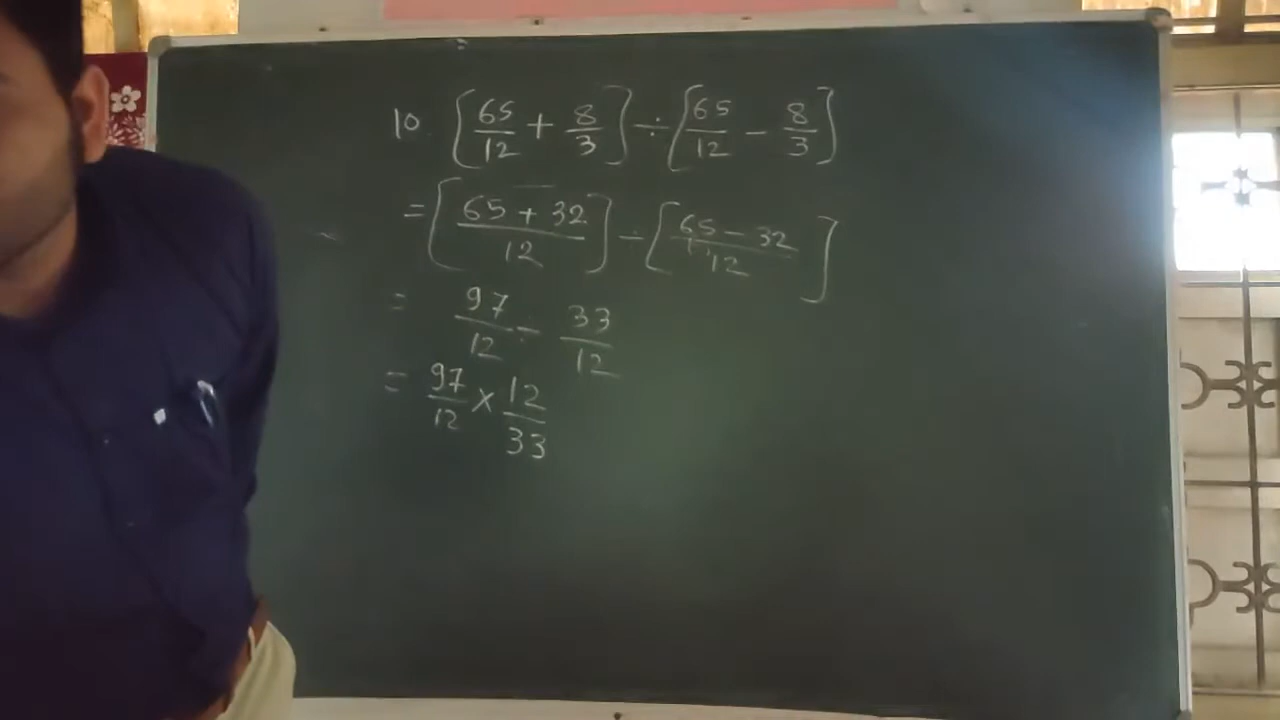 10. [65/12 + 8/3] ÷ [65/12 - 8/3]
= [65 + 32/12] ÷ [65 - 32/12]
= 97/12 ÷ 33/12
= 97/12 × 12/33